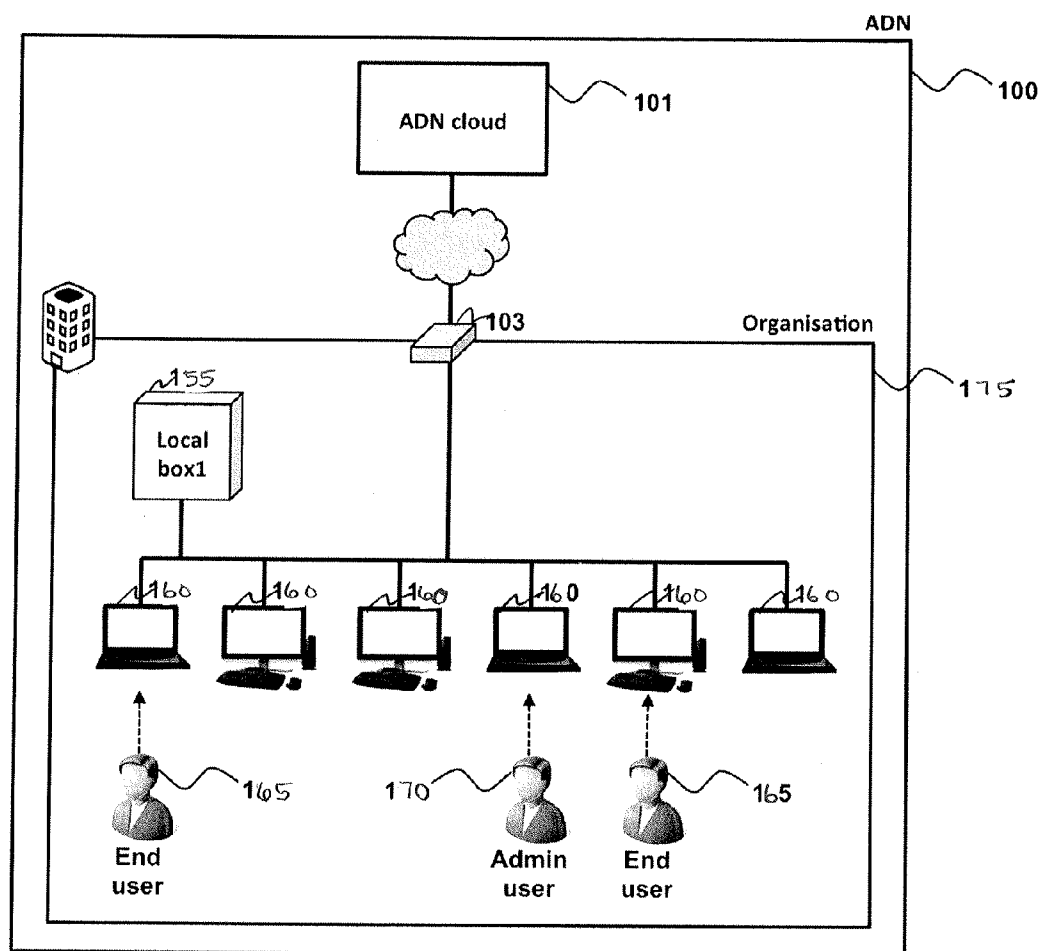 ADN
100
101
ADN cloud
103
Organisation
175
155
Local
box1
160 160 160 160 160 160
165 170 165
End
user
Admin
user
End
user